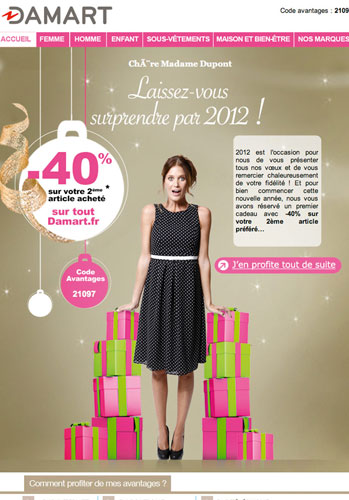 DAMART
Code avantages : 2109
ACCUEIL FEMME HOMME ENFANT SOUS-VÊTEMENTS MAISON ET BIEN-ÊTRE NOS MARQUES
ChÃ¨re Madame Dupont
Laissez-vous
surprendre par 2012 !
-40%
sur votre 2ème *
article acheté
sur tout
Damart.fr
Code
Avantages
21097
2012 est l'occasion pour
nous de vous présenter
tous nos vœux et de vous
remercier chaleureusement
de votre fidélité ! Et pour
bien commencer cette
nouvelle année, nous vous
avons réservé un premier
cadeau avec -40% sur
votre 2ème article
préféré...
J'en profite tout de suite
Comment profiter de mes avantages ?